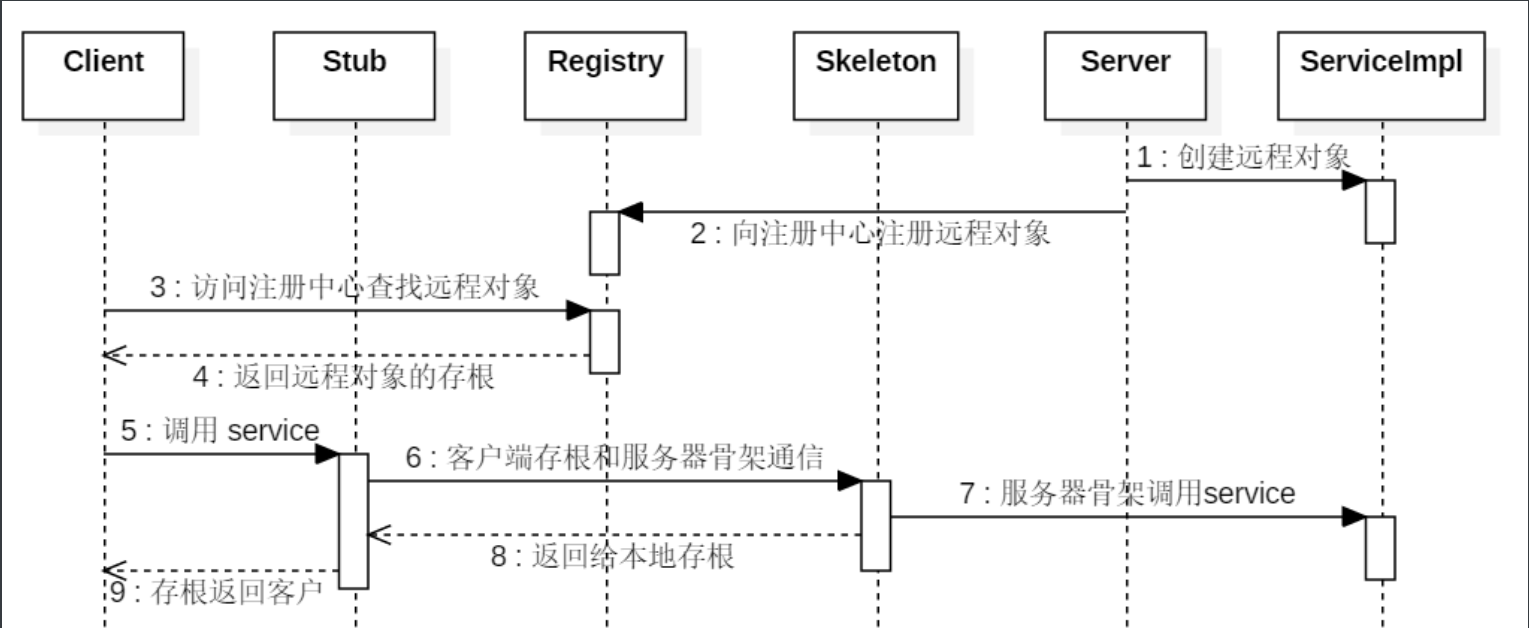 Client
Stub
Registry
Skeleton
Server
ServiceImpl
1 : 创建远程对象
2 : 向注册中心注册远程对象
3 : 访问注册中心查找远程对象
4 : 返回远程对象的存根
5 : 调用 service
6 : 客户端存根和服务器骨架通信
7 : 服务器骨架调用service
8 : 返回给本地存根
9 : 存根返回客户